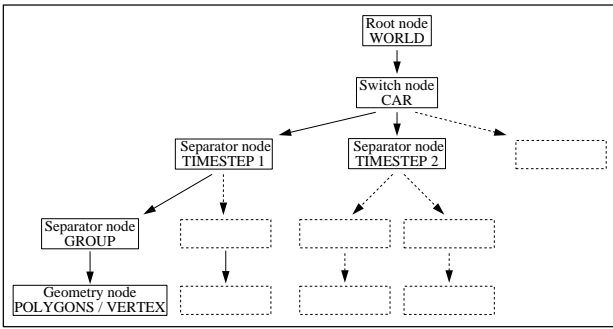 Root node
WORLD
Switch node
CAR
Separator node
TIMESTEP 1
Separator node
TIMESTEP 2
Separator node
GROUP
Geometry node
POLYGONS / VERTEX